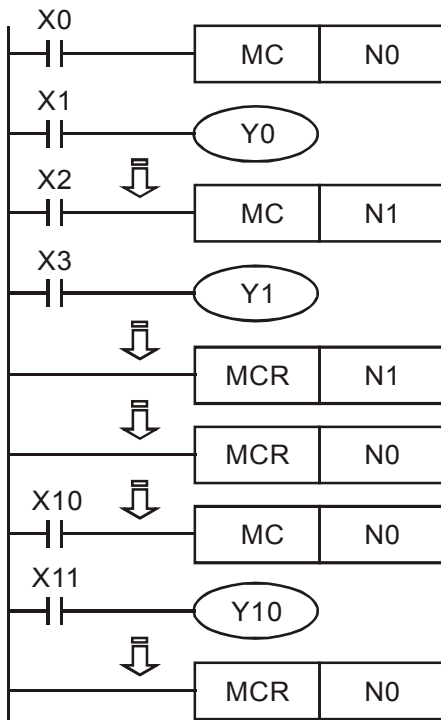 X0
MC N0
X1
Y0
X2
MC N1
X3
Y1
MCR N1
MCR N0
X10
MC N0
X11
Y10
MCR N0